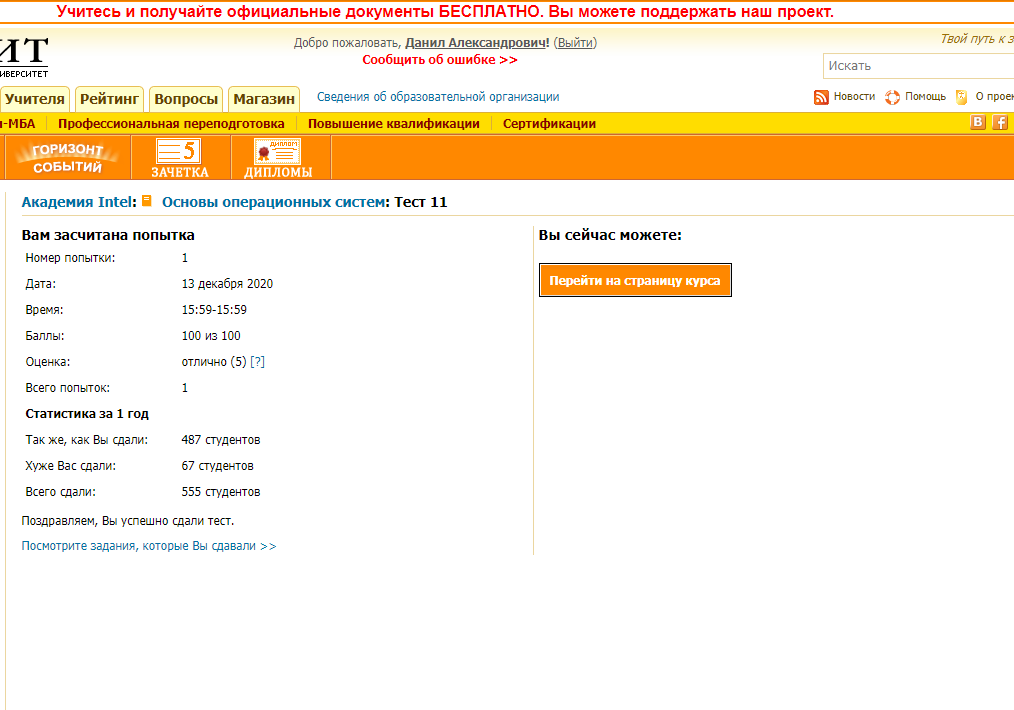 Учитесь и получайте официальные документы БЕСПЛАТНО. Вы можете поддержать наш проект.
Добро пожаловать, Данил Александрович! (Выйти)
Твой путь к з
ИТ
ИВЕРСИТЕТ
Сообщить об ошибке >>
Искать
Учителя Рейтинг Вопросы Магазин Сведения об образовательной организации
Новости Помощь О прое
-МБА Профессиональная переподготовка Повышение квалификации Сертификации
В f
ГОРИЗОНТ
СОБЫТИЙ
5
ЗАЧЕТКА
ДИПЛОМ
ДИПЛОМЫ
Академия Intel: Основы операционных систем: Тест 11
Вам засчитана попытка
Номер попытки: 1
Дата: 13 декабря 2020
Время: 15:59-15:59
Баллы: 100 из 100
Оценка: отлично (5) [?]
Всего попыток: 1
Статистика за 1 год
Так же, как Вы сдали: 487 студентов
Хуже Вас сдали: 67 студентов
Всего сдали: 555 студентов
Поздравляем, Вы успешно сдали тест.
Посмотрите задания, которые Вы сдавали >>
Вы сейчас можете:
Перейти на страницу курса